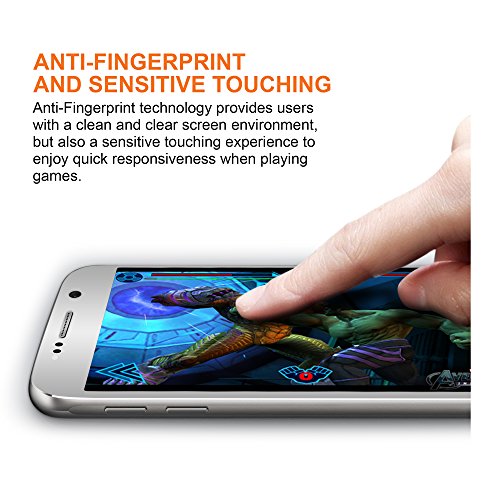 ANTI-FINGERPRINT
AND SENSITIVE TOUCHING
Anti-Fingerprint technology provides users
with a clean and clear screen environment,
but also a sensitive touching experience to
enjoy quick responsiveness when playing
games.